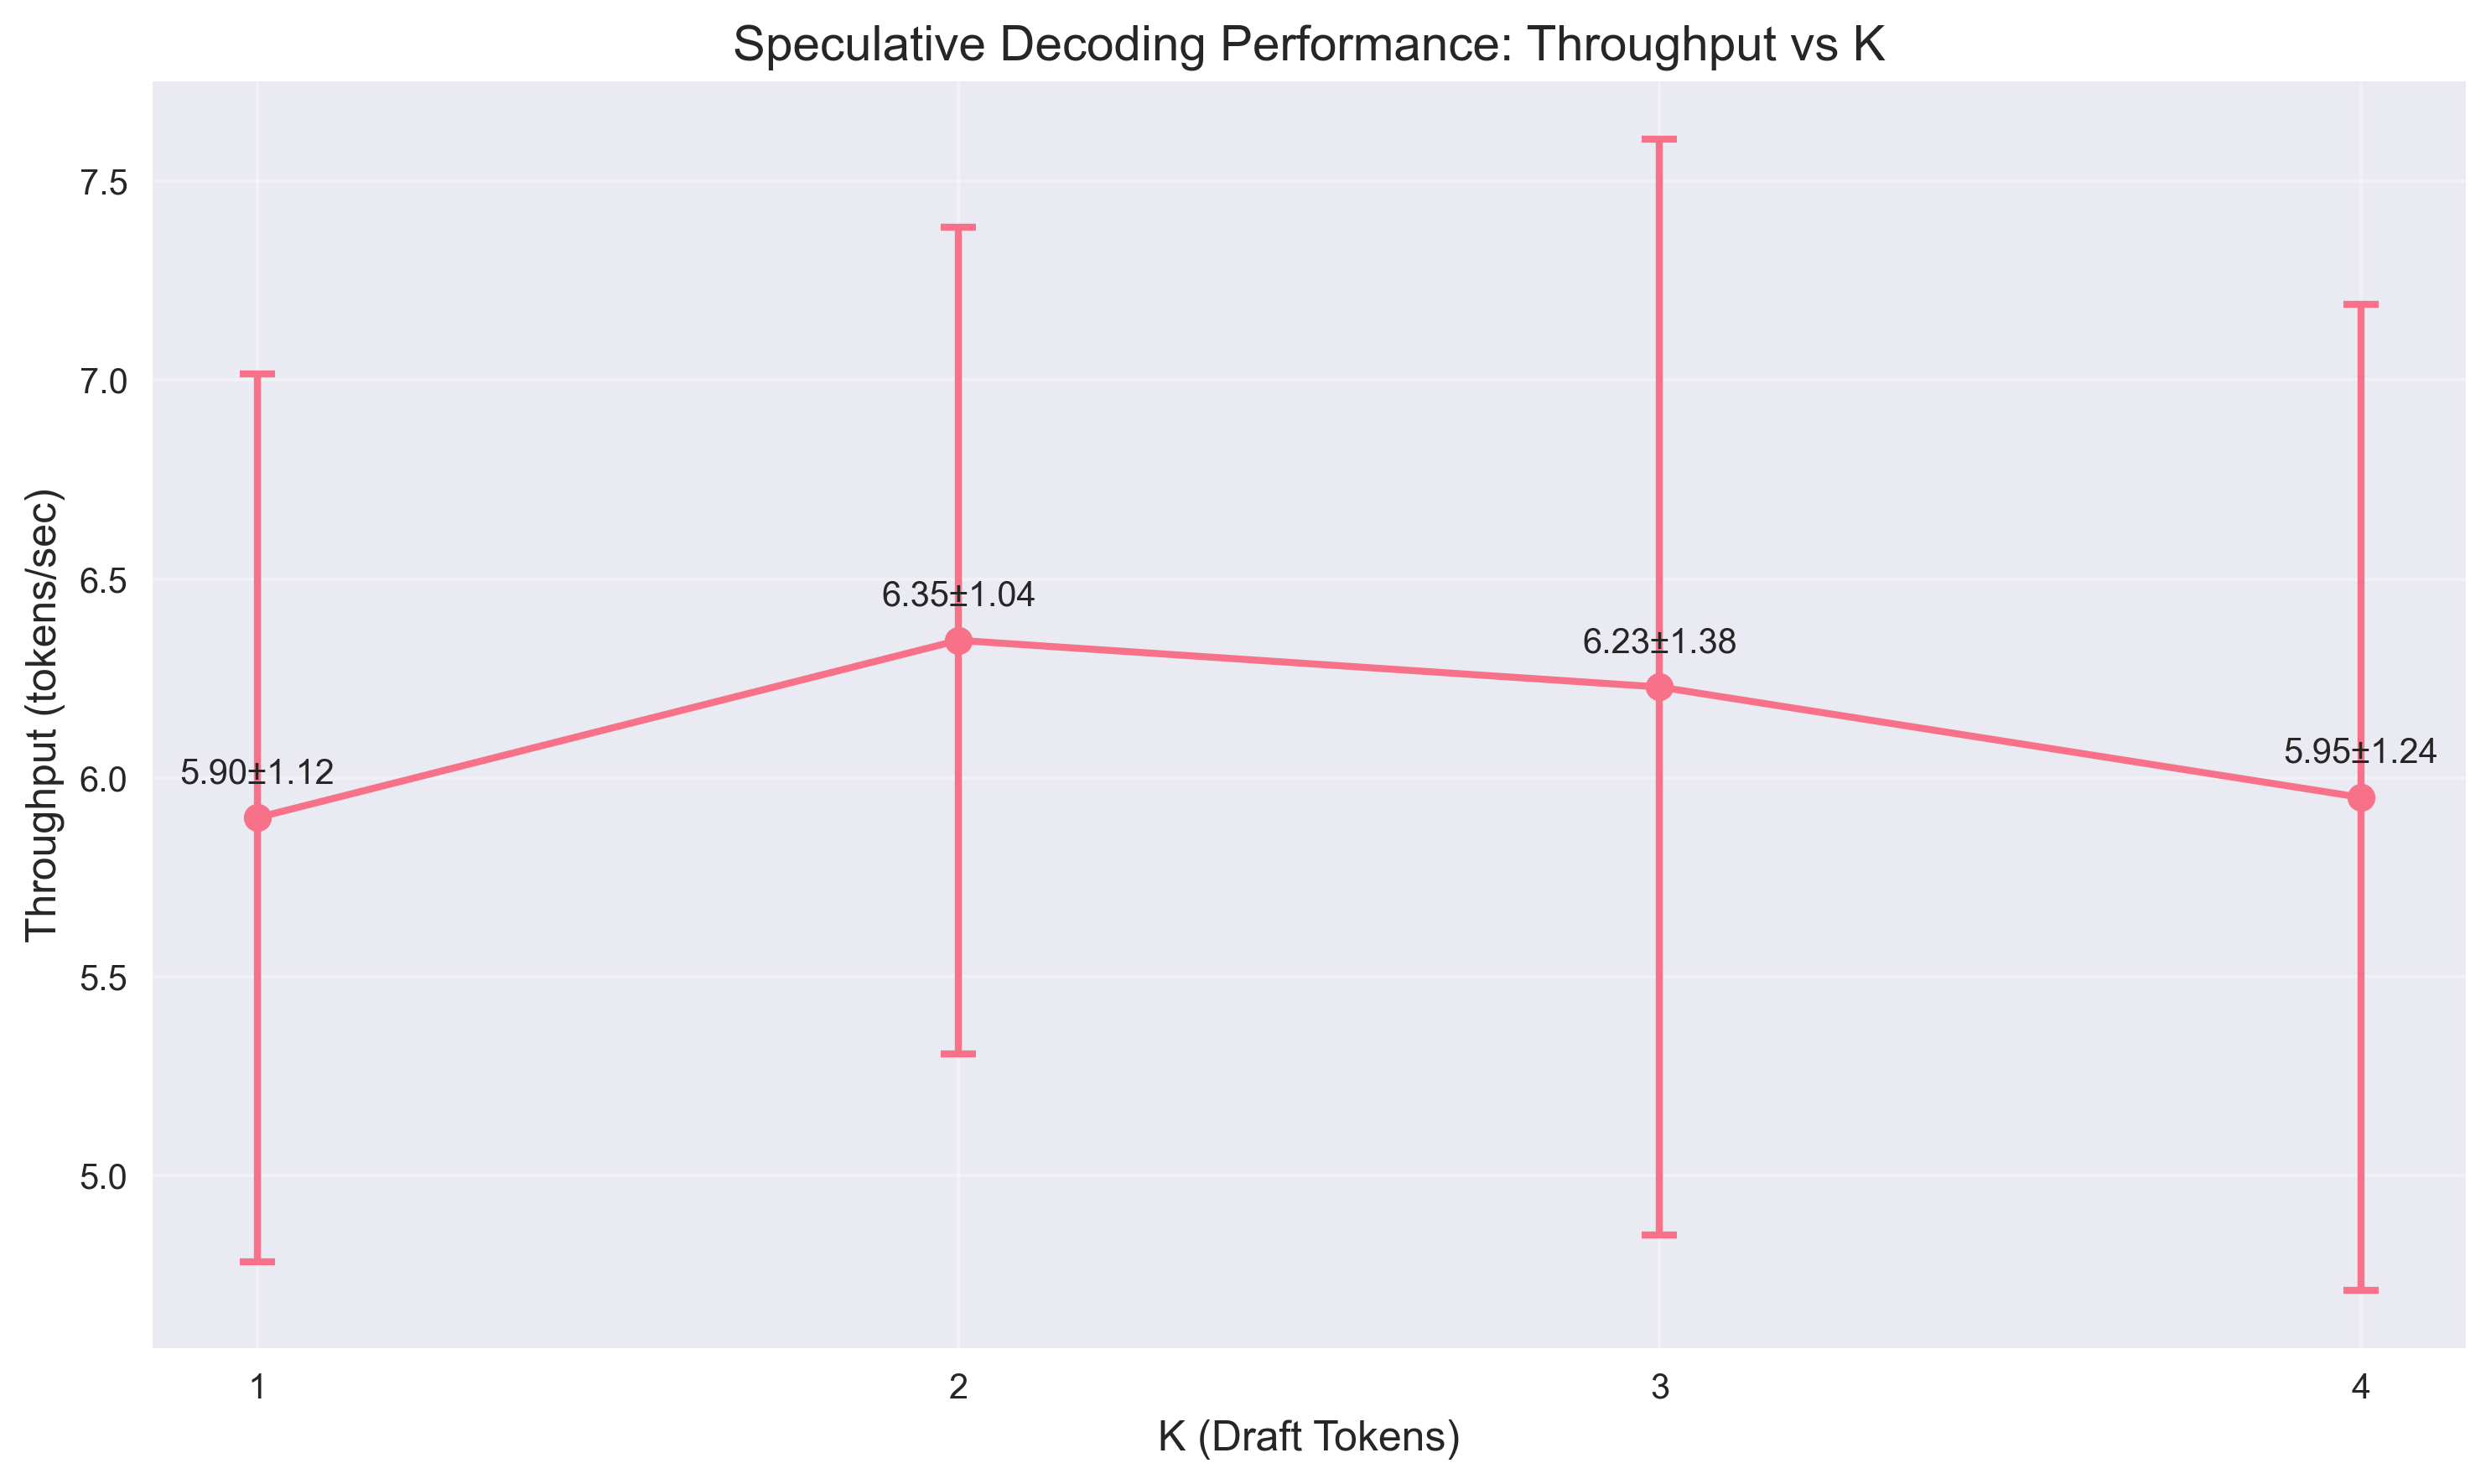 Speculative Decoding Performance: Throughput vs K
Throughput (tokens/sec)
7.5
7.0
6.5
6.0
5.5
5.0
5.90±1.12
6.35±1.04
6.23±1.38
5.95±1.24
1 2 3 4
K (Draft Tokens)